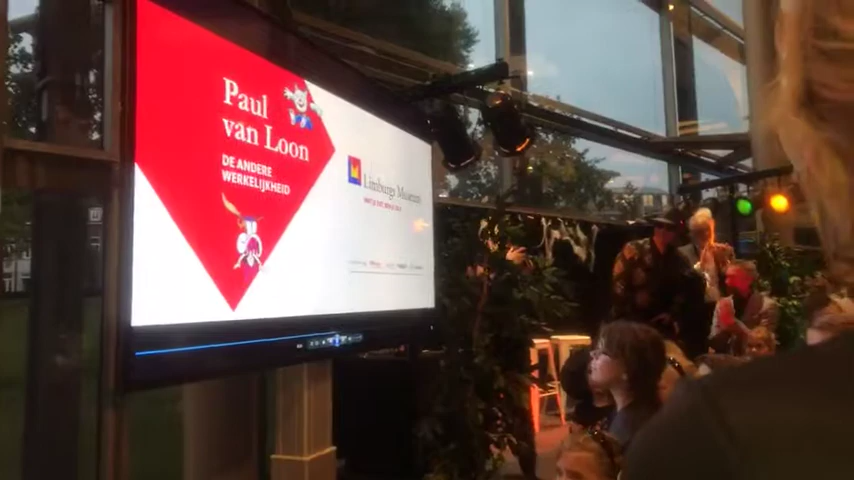 Paul
van Loon
DE ANDERE
WERKELIJKHEID
Limburgs Museum